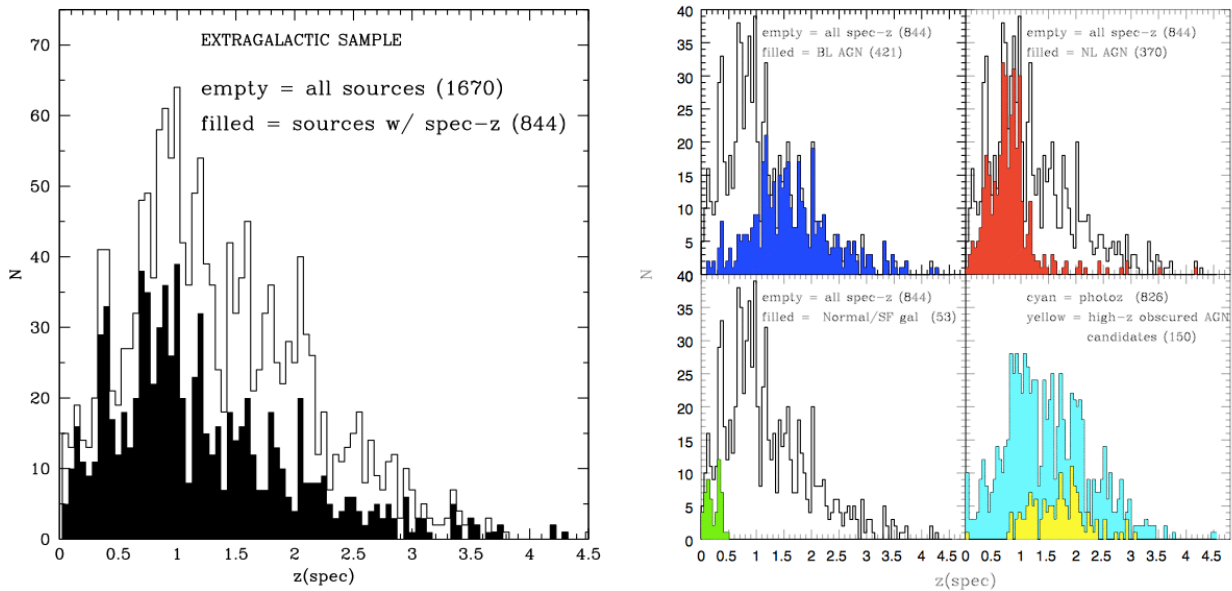 EXTRAGALACTIC SAMPLE
empty = all sources (1670)
filled = sources w/ spec-z (844)
70
60
50
40
30
20
10
0
N
0 0.5 1 1.5 2 2.5 3 3.5 4 4.5
z(spec)
empty = all spec-z (844)
filled = BL AGN (421)
empty = all spec-z (844)
filled = NL AGN (370)
40
35
30
25
20
15
10
5
40
N
empty = all spec-z (844)
filled = Normal/SF gal (53)
cyan = photoz (826)
yellow = high-z obscured AGN
candidates (150)
35
30
25
20
15
10
5
0
0 0.5 1 1.5 2 2.5 3 3.5 4 4.5
0 0.5 1 1.5 2 2.5 3 3.5 4 4.5
z(spec)